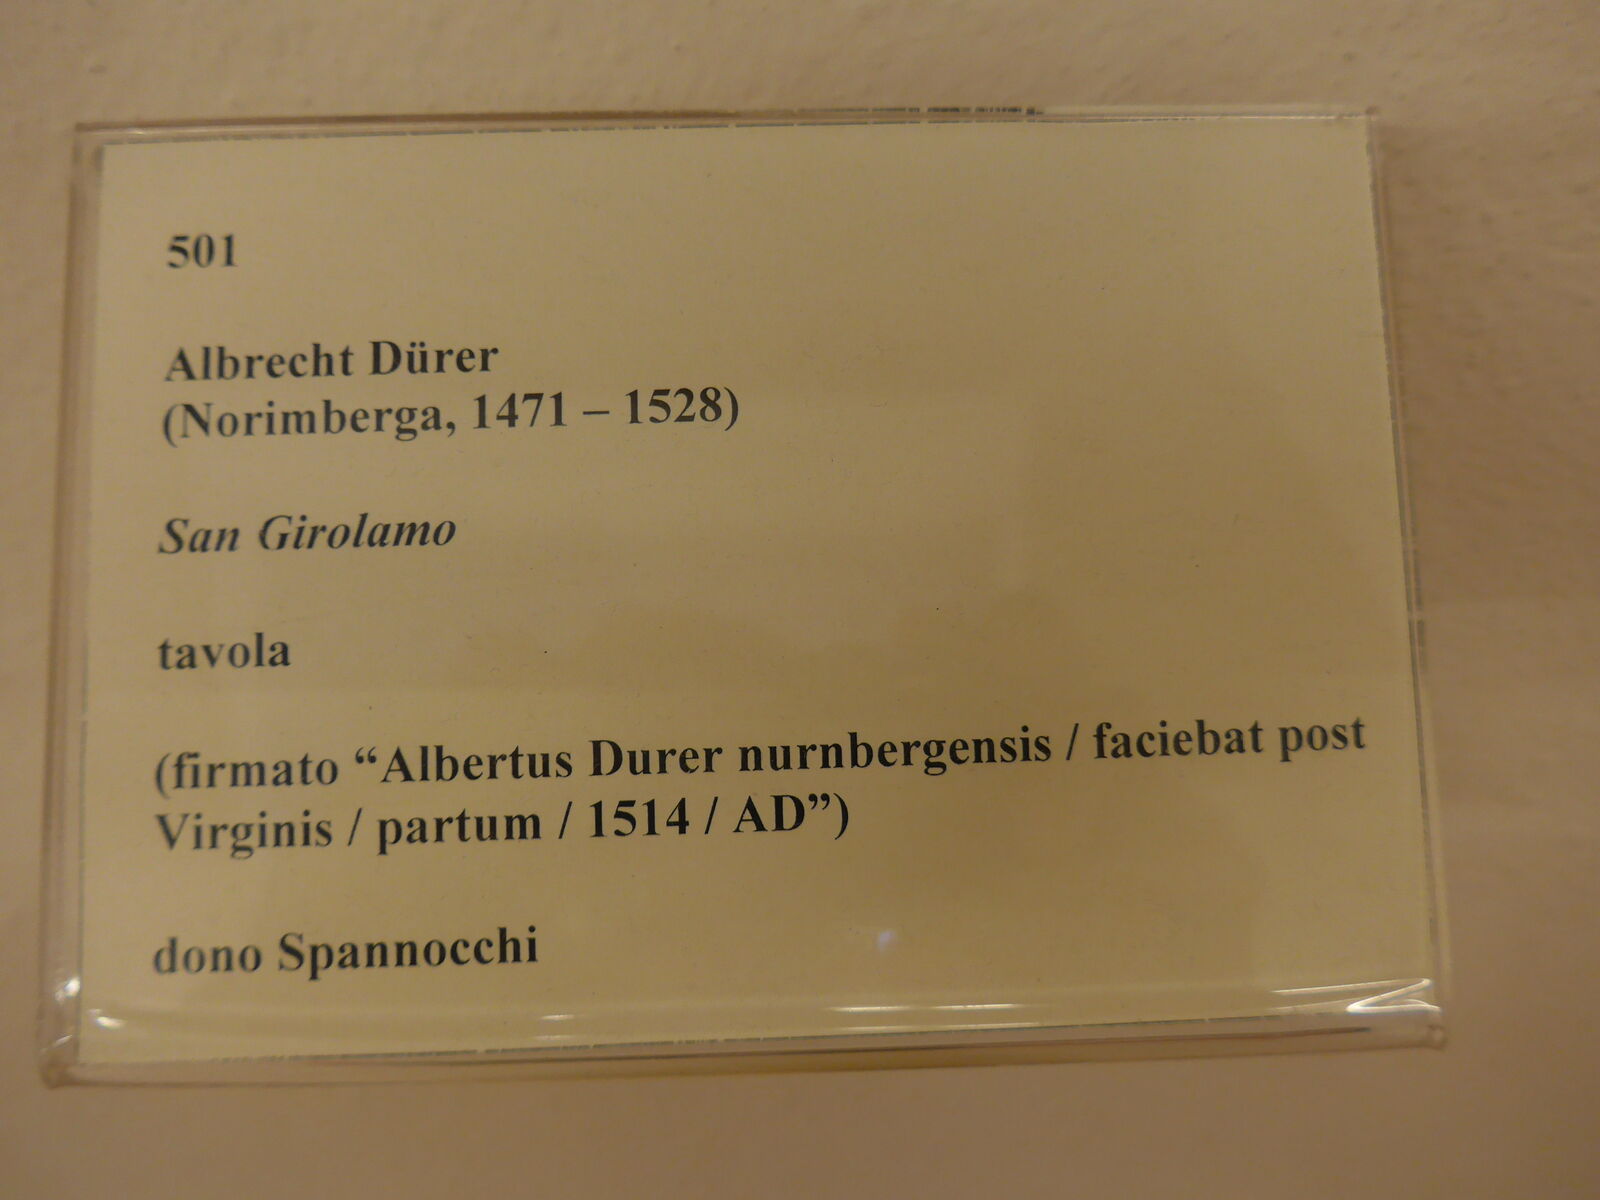 501
Albrecht Dürer
(Norimberga, 1471 – 1528)
San Girolamo
tavola
(firmato “Albertus Durer nurnbergensis / faciebat post
Virginis / partum / 1514 / AD”)
dono Spannocchi